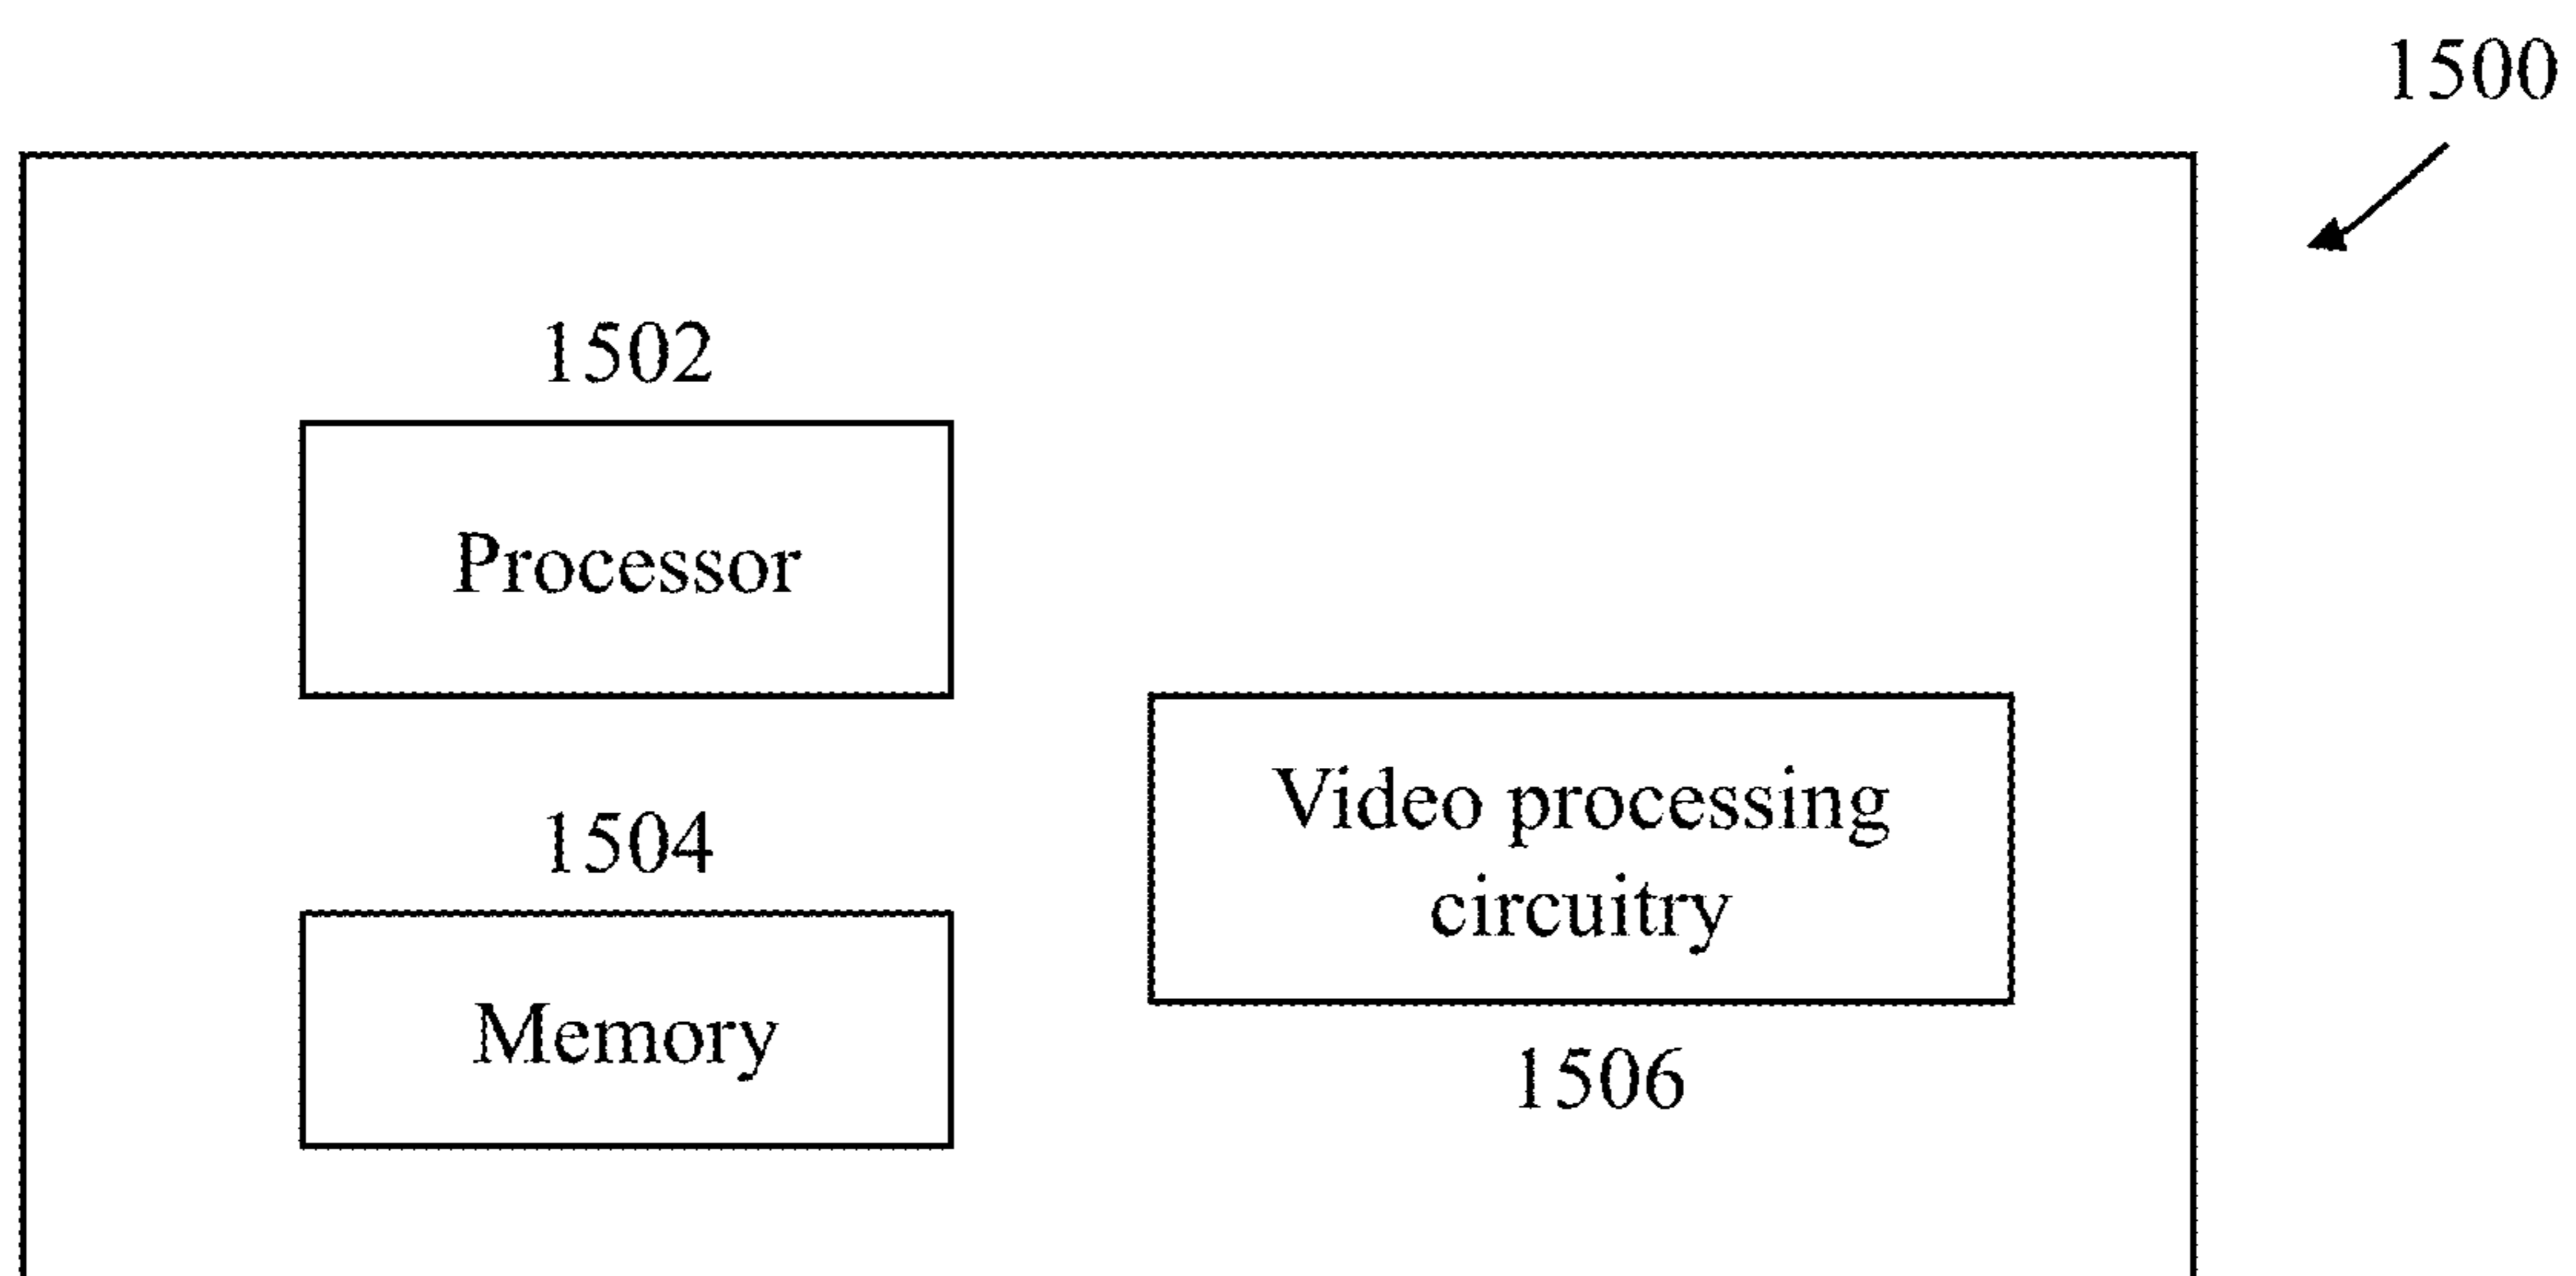 1500
1502
Processor
1504
Memory
Video processing
circuitry
1506